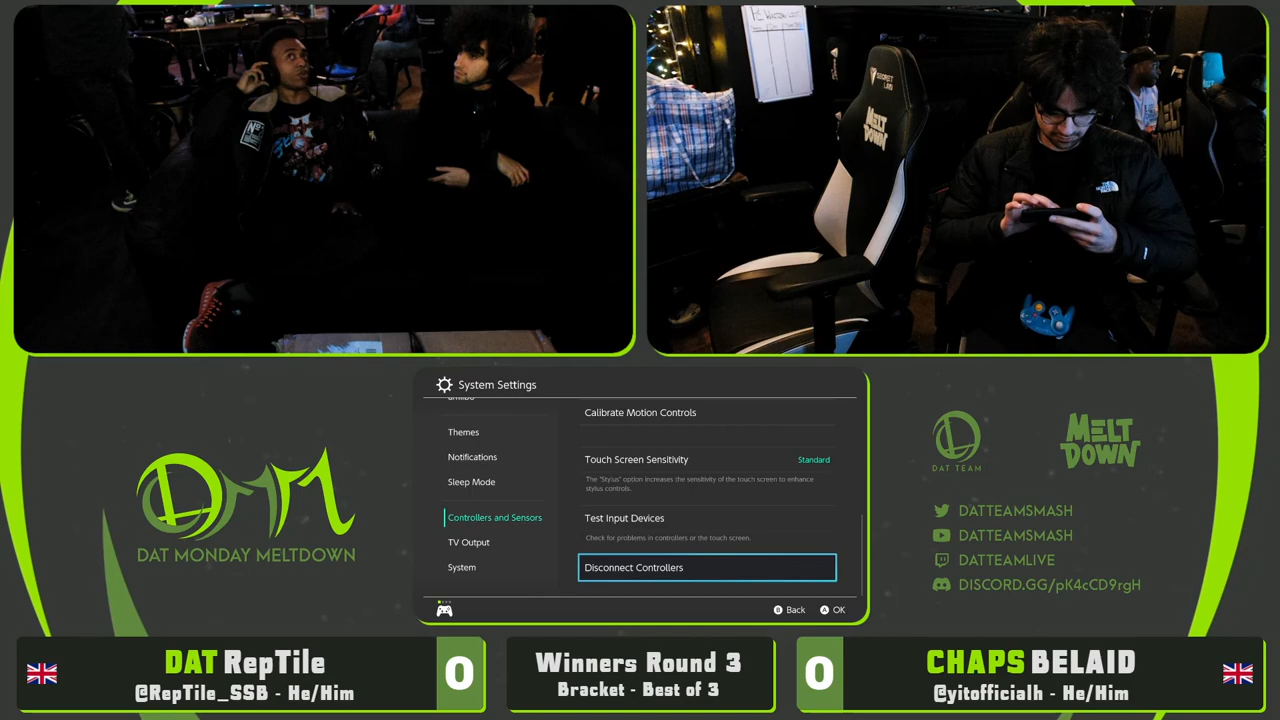 SECRET
LAB
MELT
DOWN
System Settings
Themes
Notifications
Sleep Mode
Controllers and Sensors
TV Output
System
Calibrate Motion Controls
Touch Screen Sensitivity
Standard
The "Stylus" option increases the sensitivity of the touch screen to enhance
stylus controls.
Test Input Devices
Check for problems in controllers or the touch screen.
Disconnect Controllers
B Back
A OK
DAT MONDAY MELTDOWN
DAT TEAM
MELT
DOWN
DATTEAMSMASH
DATTEAMSMASH
DATTEAMLIVE
DISCORD.GG/pK4cCD9rgH
DAT RepTile
@RepTile_SSB - He/Him
0
Winners Round 3
Bracket - Best of 3
0
CHAPS BELAID
@yitofficialh - He/Him